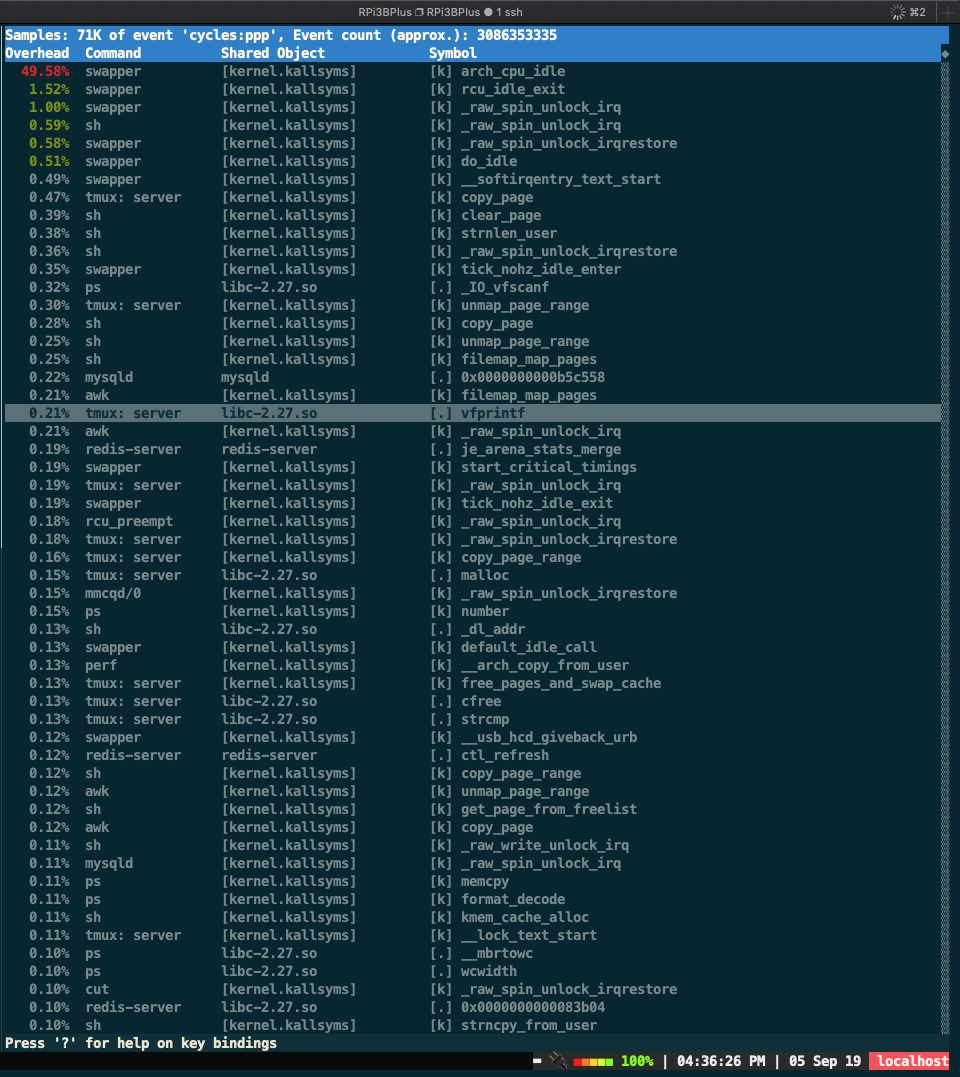 RPi3BPlus ❐ RPi3BPlus ● 1 ssh ⌘2
Samples: 71K of event 'cycles:ppp', Event count (approx.): 3086353335
Overhead  Command          Shared Object             Symbol
49.58%  swapper          [kernel.kallsyms]         [k] arch_cpu_idle
1.52%  swapper          [kernel.kallsyms]         [k] rcu_idle_exit
1.00%  swapper          [kernel.kallsyms]         [k] _raw_spin_unlock_irq
0.59%  sh               [kernel.kallsyms]         [k] _raw_spin_unlock_irq
0.58%  swapper          [kernel.kallsyms]         [k] _raw_spin_unlock_irqrestore
0.51%  swapper          [kernel.kallsyms]         [k] do_idle
0.49%  swapper          [kernel.kallsyms]         [k] __softirqentry_text_start
0.47%  tmux: server     [kernel.kallsyms]         [k] copy_page
0.39%  sh               [kernel.kallsyms]         [k] clear_page
0.38%  sh               [kernel.kallsyms]         [k] strnlen_user
0.36%  sh               [kernel.kallsyms]         [k] _raw_spin_unlock_irqrestore
0.35%  swapper          [kernel.kallsyms]         [k] tick_nohz_idle_enter
0.32%  ps               libc-2.27.so              [.] _IO_vfscanf
0.30%  tmux: server     [kernel.kallsyms]         [k] unmap_page_range
0.28%  sh               [kernel.kallsyms]         [k] copy_page
0.25%  sh               [kernel.kallsyms]         [k] unmap_page_range
0.25%  sh               [kernel.kallsyms]         [k] filemap_map_pages
0.22%  mysqld           mysqld                    [.] 0x0000000000b5c558
0.21%  awk              [kernel.kallsyms]         [k] filemap_map_pages
0.21%  tmux: server     libc-2.27.so              [.] vfprintf
0.21%  awk              [kernel.kallsyms]         [k] _raw_spin_unlock_irq
0.19%  redis-server     redis-server              [.] je_arena_stats_merge
0.19%  swapper          [kernel.kallsyms]         [k] start_critical_timings
0.19%  tmux: server     [kernel.kallsyms]         [k] _raw_spin_unlock_irq
0.19%  swapper          [kernel.kallsyms]         [k] tick_nohz_idle_exit
0.18%  rcu_preempt      [kernel.kallsyms]         [k] _raw_spin_unlock_irq
0.18%  tmux: server     [kernel.kallsyms]         [k] _raw_spin_unlock_irqrestore
0.16%  tmux: server     [kernel.kallsyms]         [k] copy_page_range
0.15%  tmux: server     libc-2.27.so              [.] malloc
0.15%  mmcqd/0          [kernel.kallsyms]         [k] _raw_spin_unlock_irqrestore
0.15%  ps               [kernel.kallsyms]         [k] number
0.13%  sh               libc-2.27.so              [.] _dl_addr
0.13%  swapper          [kernel.kallsyms]         [k] default_idle_call
0.13%  perf             [kernel.kallsyms]         [k] __arch_copy_from_user
0.13%  tmux: server     [kernel.kallsyms]         [k] free_pages_and_swap_cache
0.13%  tmux: server     libc-2.27.so              [.] cfree
0.13%  tmux: server     libc-2.27.so              [.] strcmp
0.12%  swapper          [kernel.kallsyms]         [k] __usb_hcd_giveback_urb
0.12%  redis-server     redis-server              [.] ctl_refresh
0.12%  sh               [kernel.kallsyms]         [k] copy_page_range
0.12%  awk              [kernel.kallsyms]         [k] unmap_page_range
0.12%  sh               [kernel.kallsyms]         [k] get_page_from_freelist
0.12%  awk              [kernel.kallsyms]         [k] copy_page
0.11%  sh               [kernel.kallsyms]         [k] _raw_write_unlock_irq
0.11%  mysqld           [kernel.kallsyms]         [k] _raw_spin_unlock_irq
0.11%  ps               [kernel.kallsyms]         [k] memcpy
0.11%  ps               [kernel.kallsyms]         [k] format_decode
0.11%  sh               [kernel.kallsyms]         [k] kmem_cache_alloc
0.11%  tmux: server     [kernel.kallsyms]         [k] __lock_text_start
0.10%  ps               libc-2.27.so              [.] __mbrtowc
0.10%  ps               libc-2.27.so              [.] wcwidth
0.10%  cut              [kernel.kallsyms]         [k] _raw_spin_unlock_irqrestore
0.10%  redis-server     libc-2.27.so              [.] 0x0000000000083b04
0.10%  sh               [kernel.kallsyms]         [k] strncpy_from_user
Press '?' for help on key bindings
100% | 04:36:26 PM | 05 Sep 19 localhost